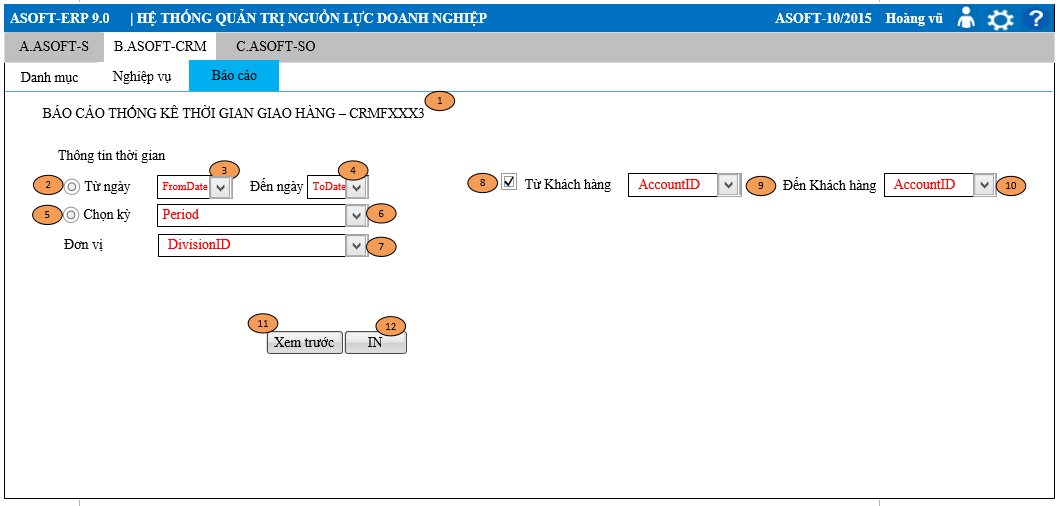 ASOFT-ERP 9.0 | HỆ THỐNG QUẢN TRỊ NGUỒN LỰC DOANH NGHIỆP ASOFT-10/2015 Hoàng vũ ?
A.ASOFT-S B.ASOFT-CRM C.ASOFT-SO
Danh mục Nghiệp vụ Báo cáo
BÁO CÁO THỐNG KÊ THỜI GIAN GIAO HÀNG – CRMFXXX3 1
Thông tin thời gian
2 Từ ngày FromDate 3 Đến ngày ToDate 4 8 Từ Khách hàng AccountID 9 Đến Khách hàng AccountID 10
5 Chọn kỳ Period 6
Đơn vị DivisionID 7
11 Xem trước IN 12